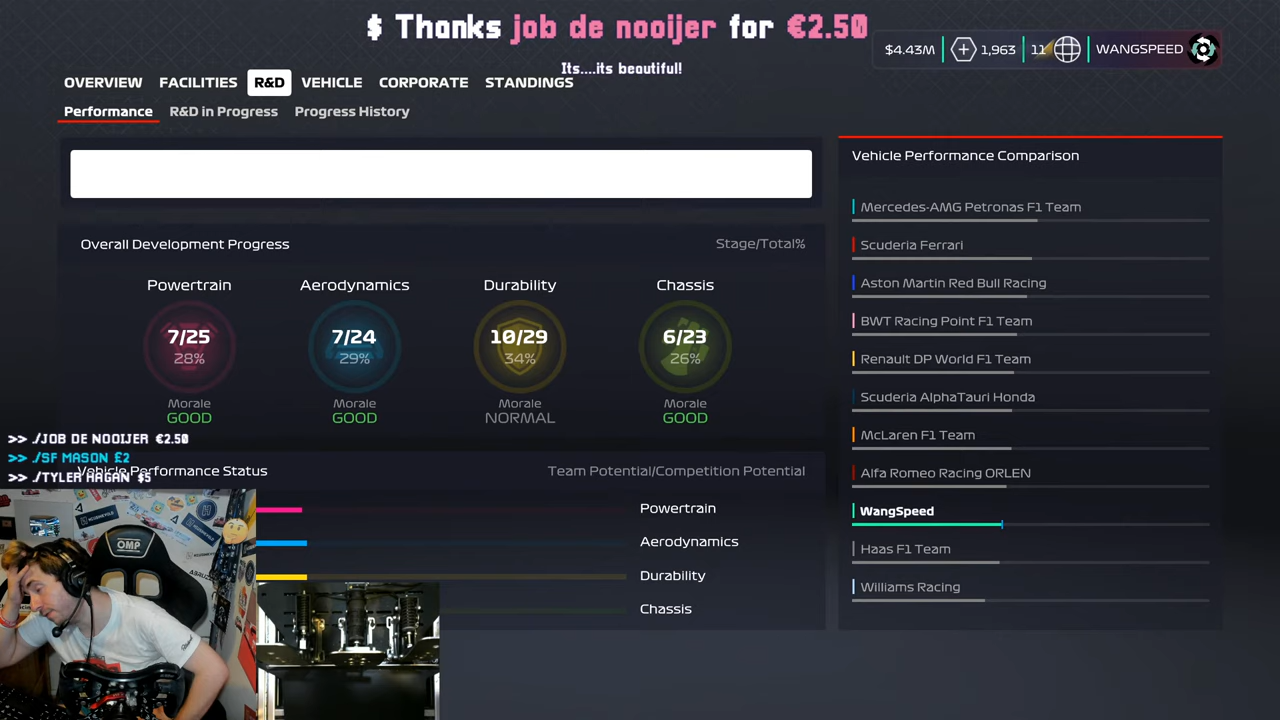 $ Thanks job de nooijer for €2.50
Its....its beautiful!
$4.43M 1,963 11 WANGSPEED
OVERVIEW FACILITIES R&D VEHICLE CORPORATE STANDINGS
Performance R&D in Progress Progress History
Overall Development Progress Stage/Total%
Powertrain Aerodynamics Durability Chassis
7/25 7/24 10/29 6/23
28% 29% 34% 26%
Morale Morale Morale Morale
GOOD GOOD NORMAL GOOD
>> ./JOB DE NOOIJER €2.50
>> ./SF MASON £2
Vehicle Performance Status Team Potential/Competition Potential
>> ./TYLER HAGAN $5
Powertrain
Aerodynamics
Durability
Chassis
OMP
Vehicle Performance Comparison
Mercedes-AMG Petronas F1 Team
Scuderia Ferrari
Aston Martin Red Bull Racing
BWT Racing Point F1 Team
Renault DP World F1 Team
Scuderia AlphaTauri Honda
McLaren F1 Team
Alfa Romeo Racing ORLEN
WangSpeed
Haas F1 Team
Williams Racing